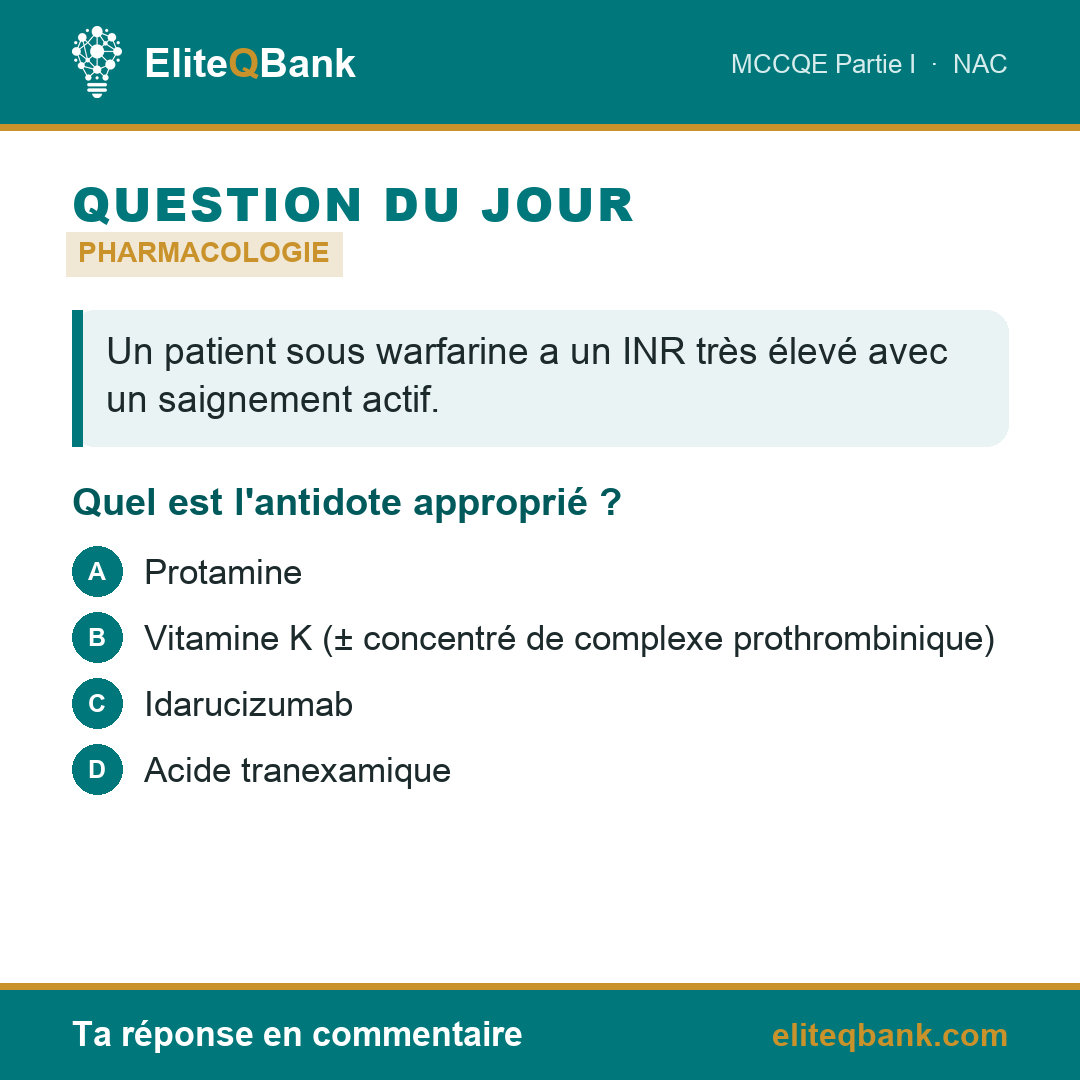 EliteQBank
MCCQE Partie I · NAC
QUESTION DU JOUR
PHARMACOLOGIE
Un patient sous warfarine a un INR très élevé avec
un saignement actif.
Quel est l'antidote approprié ?
A Protamine
B Vitamine K (± concentré de complexe prothrombinique)
C Idarucizumab
D Acide tranexamique
Ta réponse en commentaire
eliteqbank.com